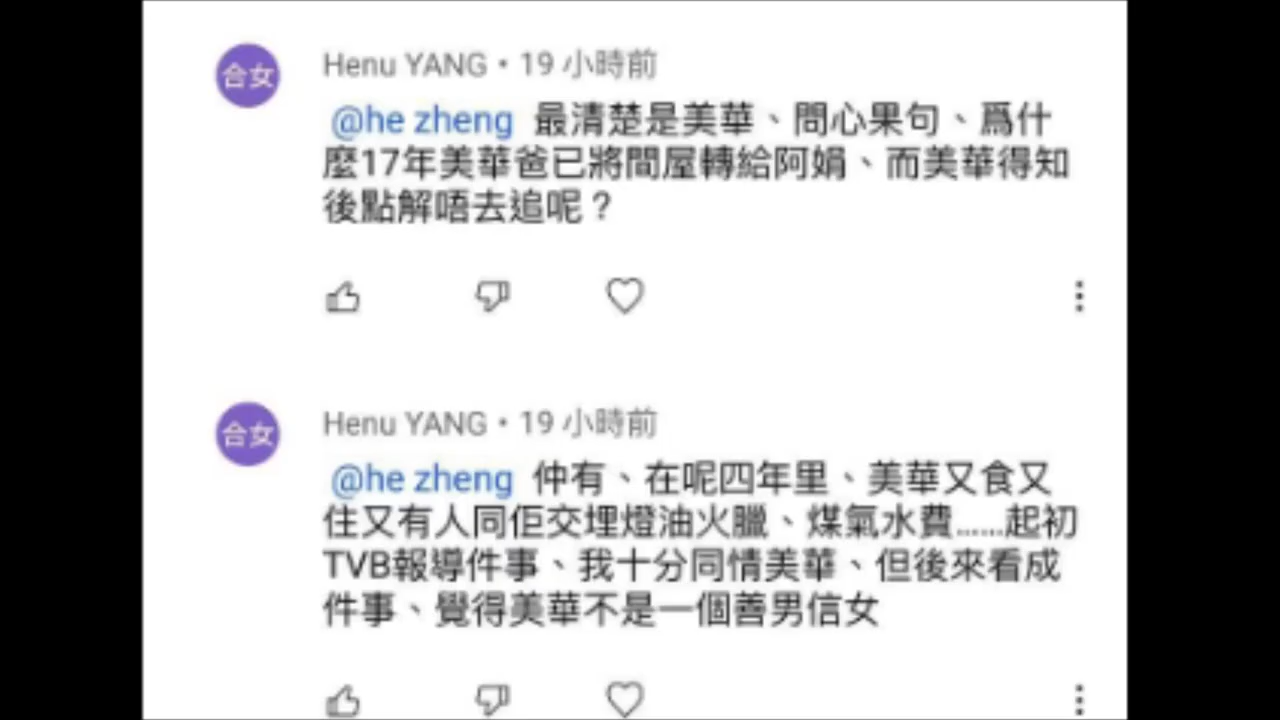 合女
Henu YANG • 19 小時前
@he zheng 最清楚是美華、問心果句、爲什
麼17年美華爸已將間屋轉給阿娟、而美華得知
後點解唔去追呢？
合女
Henu YANG • 19 小時前
@he zheng 仲有、在呢四年里、美華又食又
住又有人同佢交埋燈油火臘、煤氣水費......起初
TVB報導件事、我十分同情美華、但後來看成
件事、覺得美華不是一個善男信女